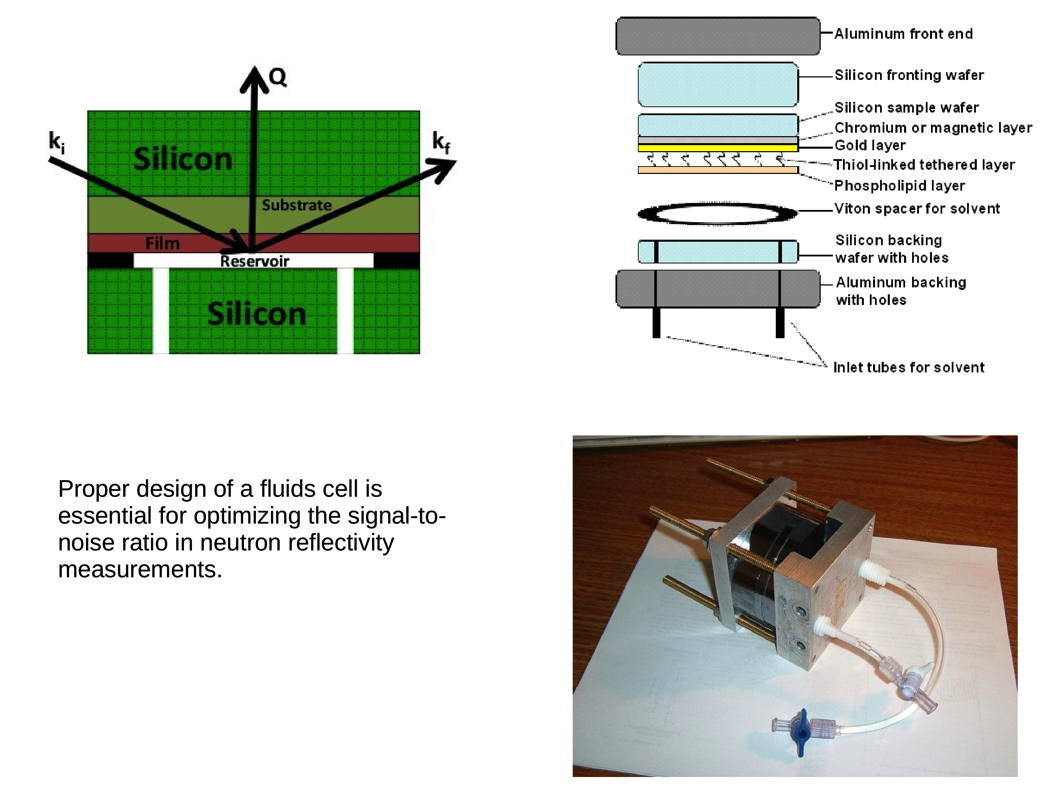 Q
ki
kf
Silicon
Substrate
Film
Reservoir
Silicon
Aluminum front end
Silicon fronting wafer
Silicon sample wafer
Chromium or magnetic layer
Gold layer
Thiol-linked tethered layer
Phospholipid layer
Viton spacer for solvent
Silicon backing
wafer with holes
Aluminum backing
with holes
Inlet tubes for solvent
Proper design of a fluids cell is
essential for optimizing the signal-to-
noise ratio in neutron reflectivity
measurements.